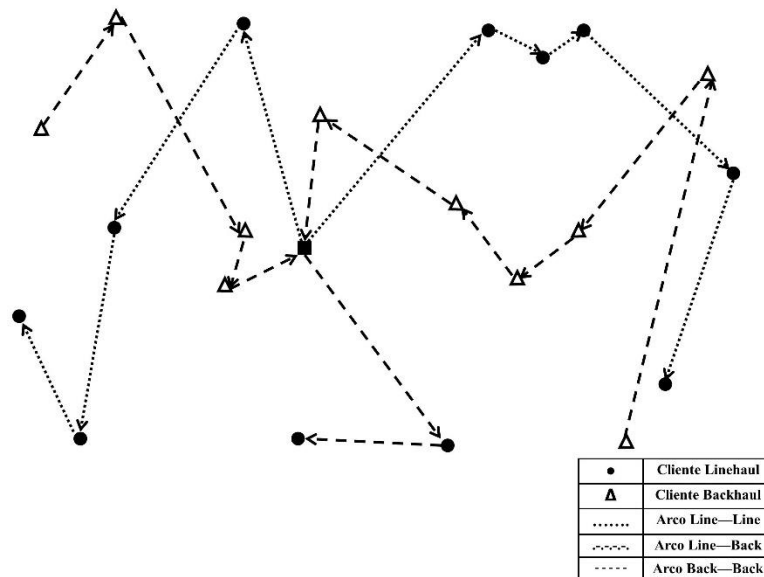 Cliente Linehaul
Cliente Backhaul
Arco Line—Line
Arco Line—Back
Arco Back—Back